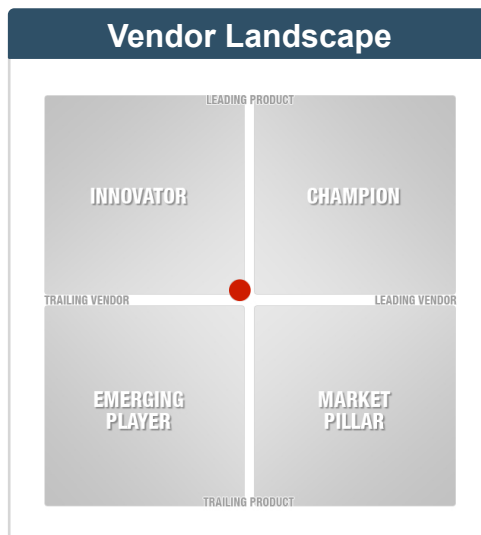 Vendor Landscape
LEADING PRODUCT
INNOVATOR
CHAMPION
TRAILING VENDOR
LEADING VENDOR
EMERGING
PLAYER
MARKET
PILLAR
TRAILING PRODUCT